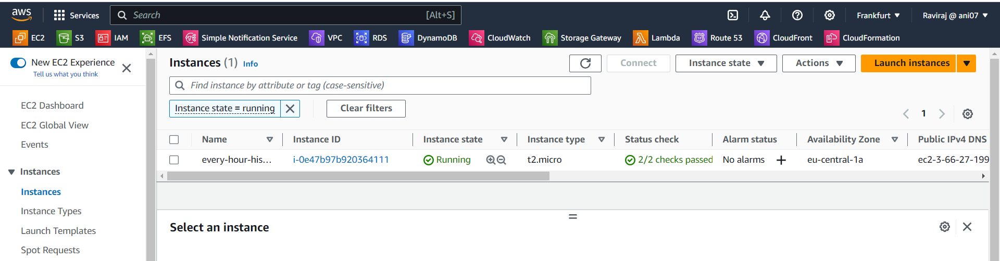 aws Services Search [Alt+S] Frankfurt ▼ Raviraj @ ani07 ▼
EC2 S3 IAM EFS Simple Notification Service VPC RDS DynamoDB CloudWatch Storage Gateway Lambda Route 53 CloudFront CloudFormation
New EC2 Experience
Tell us what you think
EC2 Dashboard
EC2 Global View
Events
Instances
Instances
Instance Types
Launch Templates
Spot Requests
Instances (1) Info Connect Instance state Actions Launch instances
Find instance by attribute or tag (case-sensitive)
Instance state = running Clear filters
1
Name Instance ID Instance state Instance type Status check Alarm status Availability Zone Public IPv4 DNS
every-hour-his... i-0e47b97b920364111 Running t2.micro 2/2 checks passed No alarms + eu-central-1a ec2-3-66-27-199
Select an instance